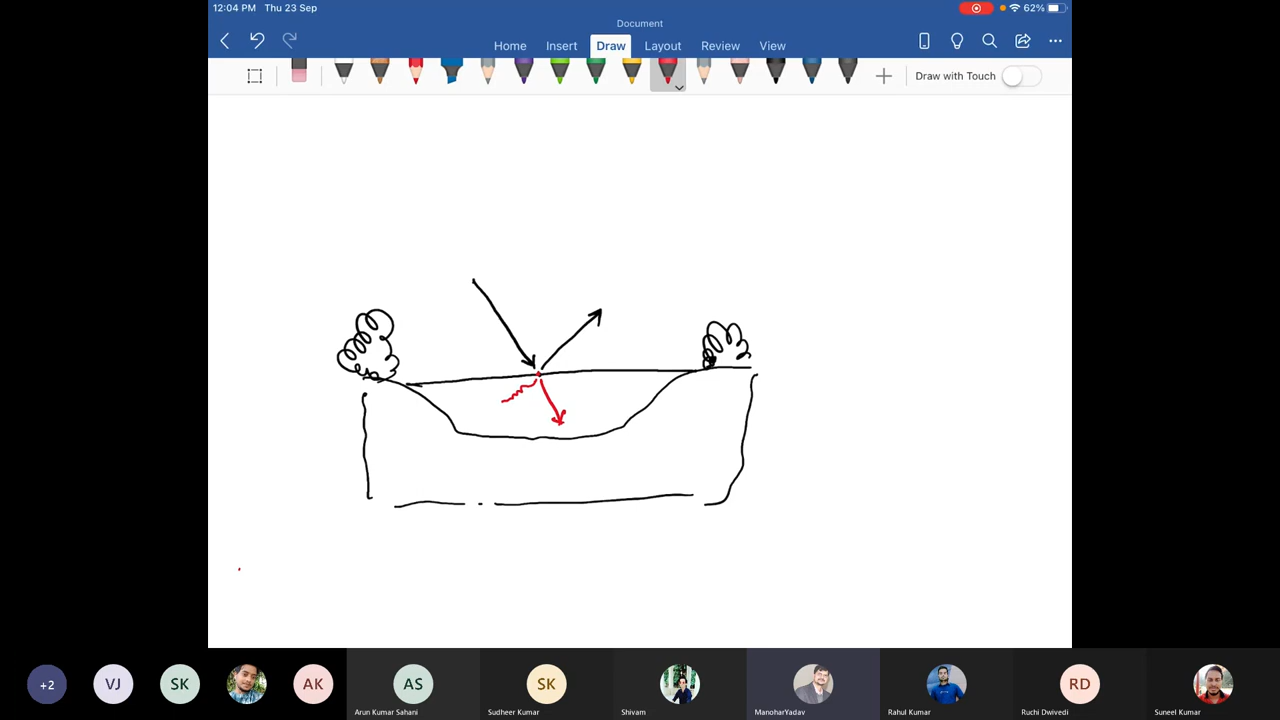 12:04 PM Thu 23 Sep
62%
Document
Home Insert Draw Layout Review View
Draw with Touch
+2
VJ
SK
AK
AS
SK
RD
Arun Kumar Sahani
Sudheer Kumar
Shivam
ManoharYadav
Rahul Kumar
Ruchi Dwivedi
Suneel Kumar